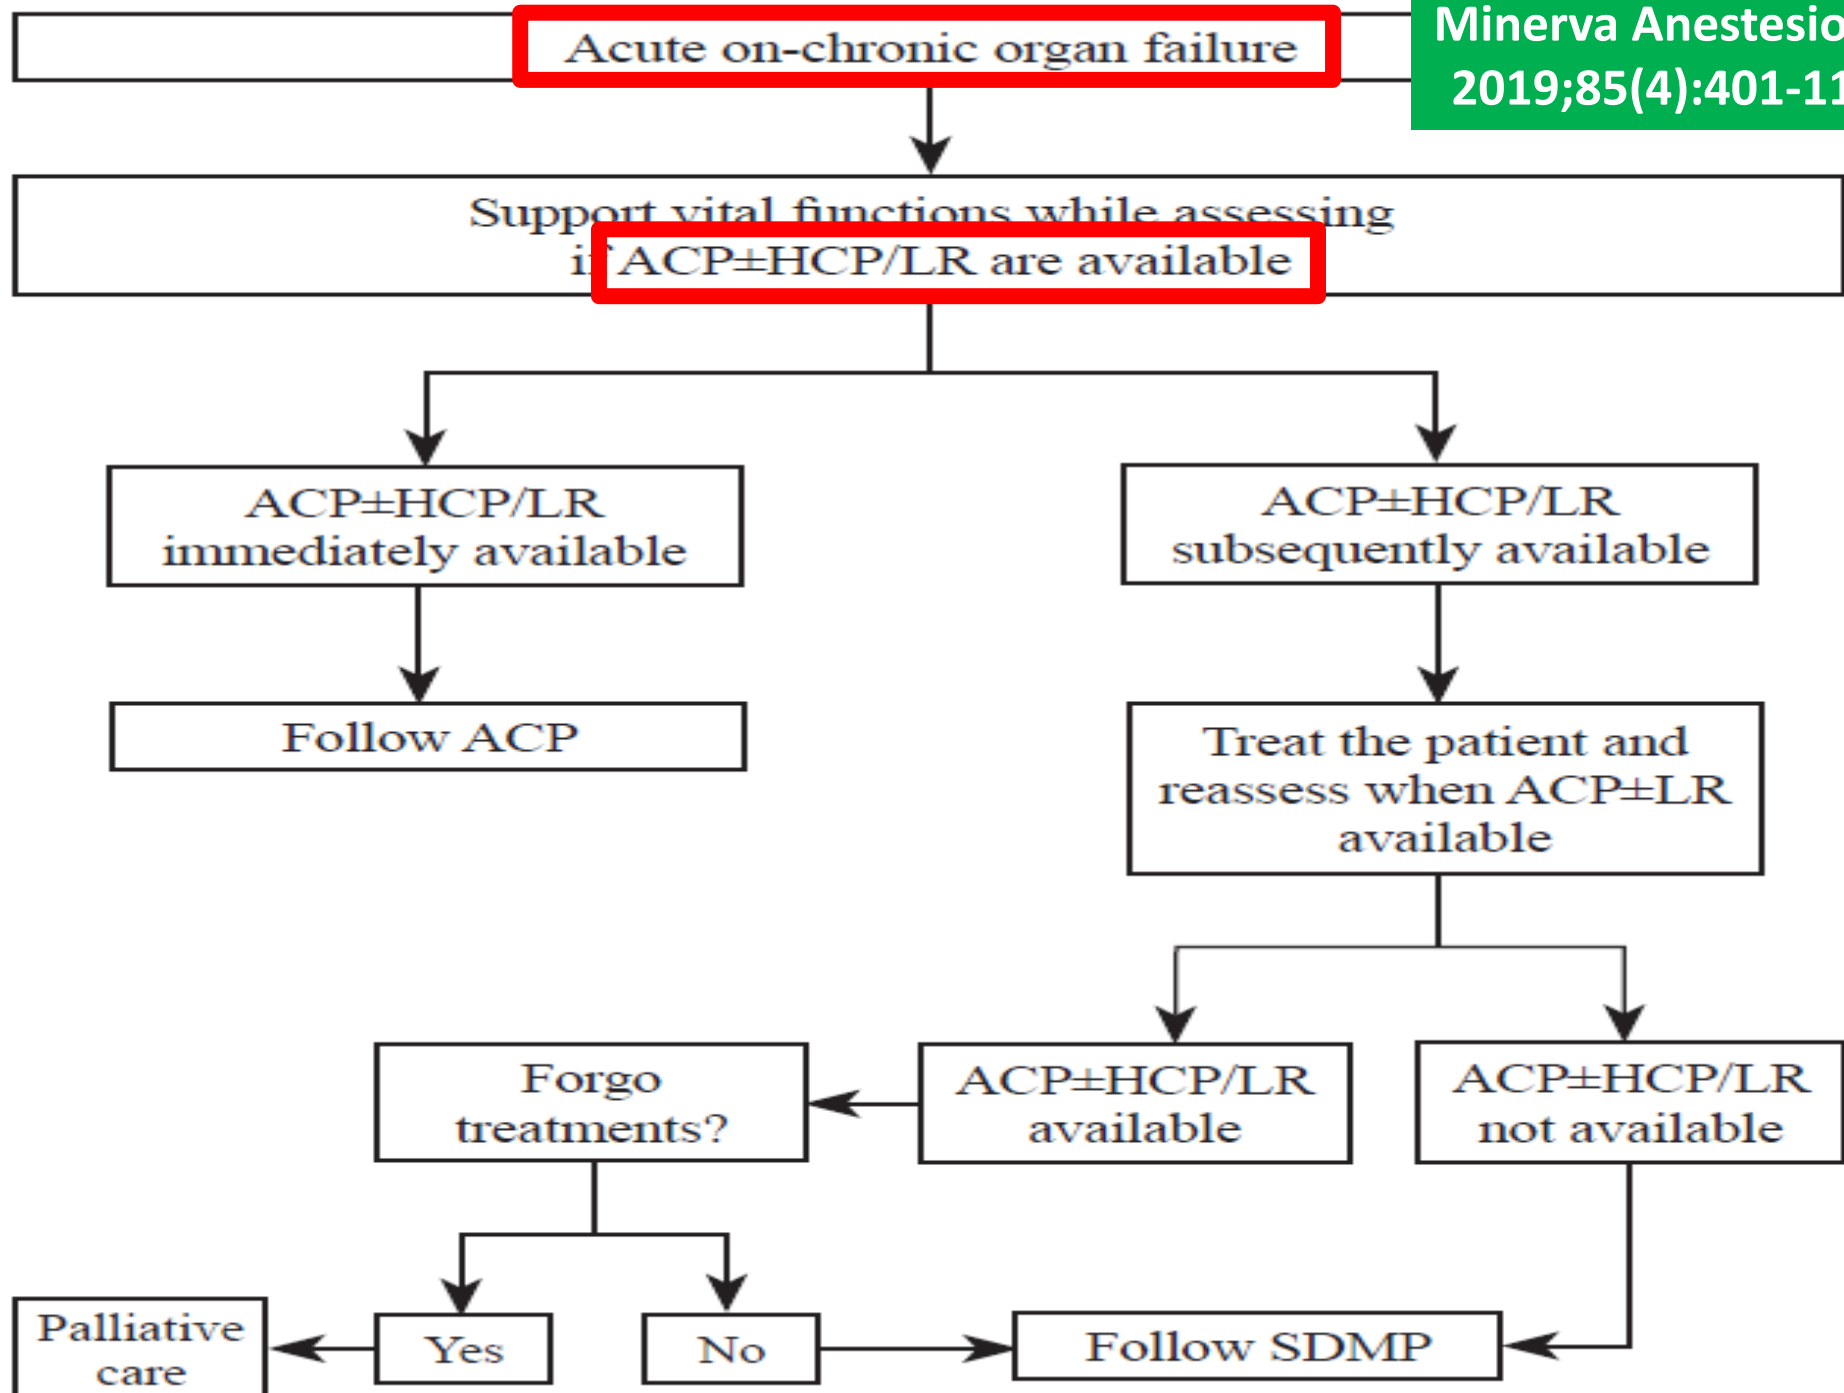 Acute on-chronic organ failure
Minerva Anestesio
2019;85(4):401-11
Support vital functions while assessing
if ACP±HCP/LR are available
ACP±HCP/LR
immediately available
ACP±HCP/LR
subsequently available
Follow ACP
Treat the patient and
reassess when ACP±LR
available
Forgo
treatments?
ACP±HCP/LR
available
ACP±HCP/LR
not available
Palliative
care
Yes
No
Follow SDMP